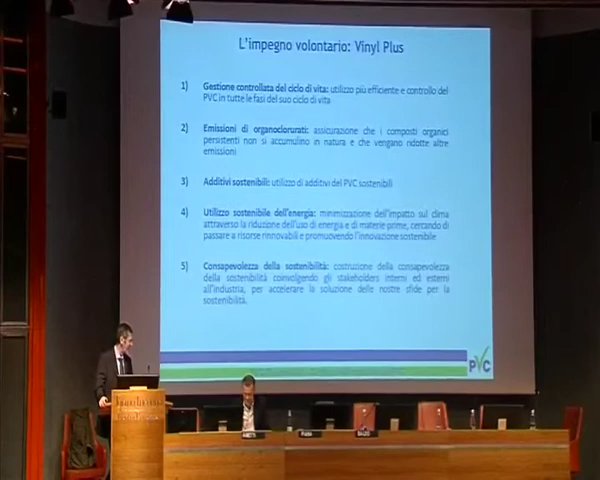 L'impegno volontario: Vinyl Plus
1) Gestione controllata del ciclo di vita: utilizzo più efficiente e controllo del
PVC in tutte le fasi del suo ciclo di vita
2) Emissioni di organoclorurati: assicurazione che i composti organici
persistenti non si accumulino in natura e che vengano ridotte altre
emissioni
3) Additivi sostenibili: utilizzo di additivi del PVC sostenibili
4) Utilizzo sostenibile dell'energia: minimizzazione dell'impatto sul clima
attraverso la riduzione dell'uso di energia e di materie prime, cercando di
passare a risorse rinnovabili e promuovendo l'innovazione sostenibile
5) Consapevolezza della sostenibilità: costruzione della consapevolezza
della sostenibilità coinvolgendo gli stakeholders interni ed esterni
all'industria, per accelerare la soluzione delle nostre sfide per la
sostenibilità.
PVC